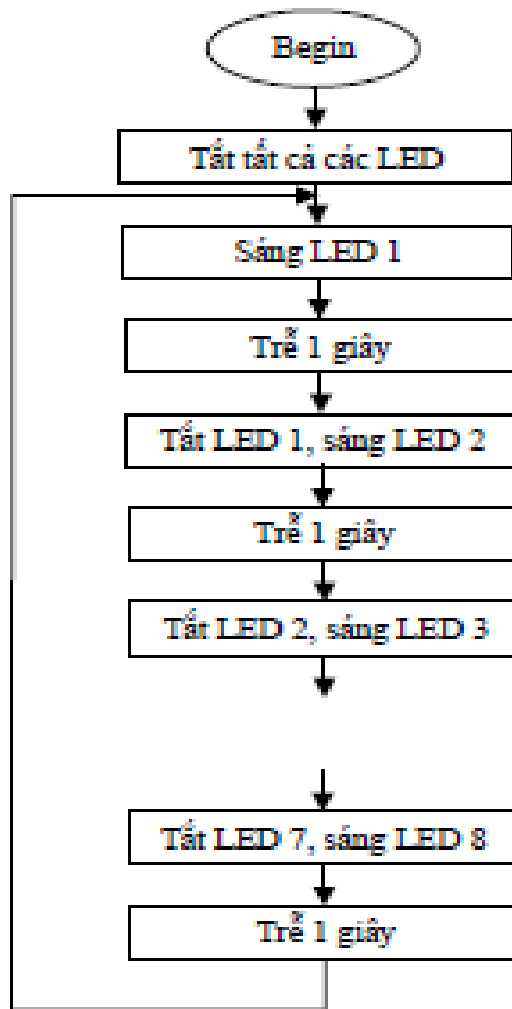 Begin
Tắt tất cả các LED
Sáng LED 1
Trễ 1 giây
Tắt LED 1, sáng LED 2
Trễ 1 giây
Tắt LED 2, sáng LED 3
Tắt LED 7, sáng LED 8
Trễ 1 giây